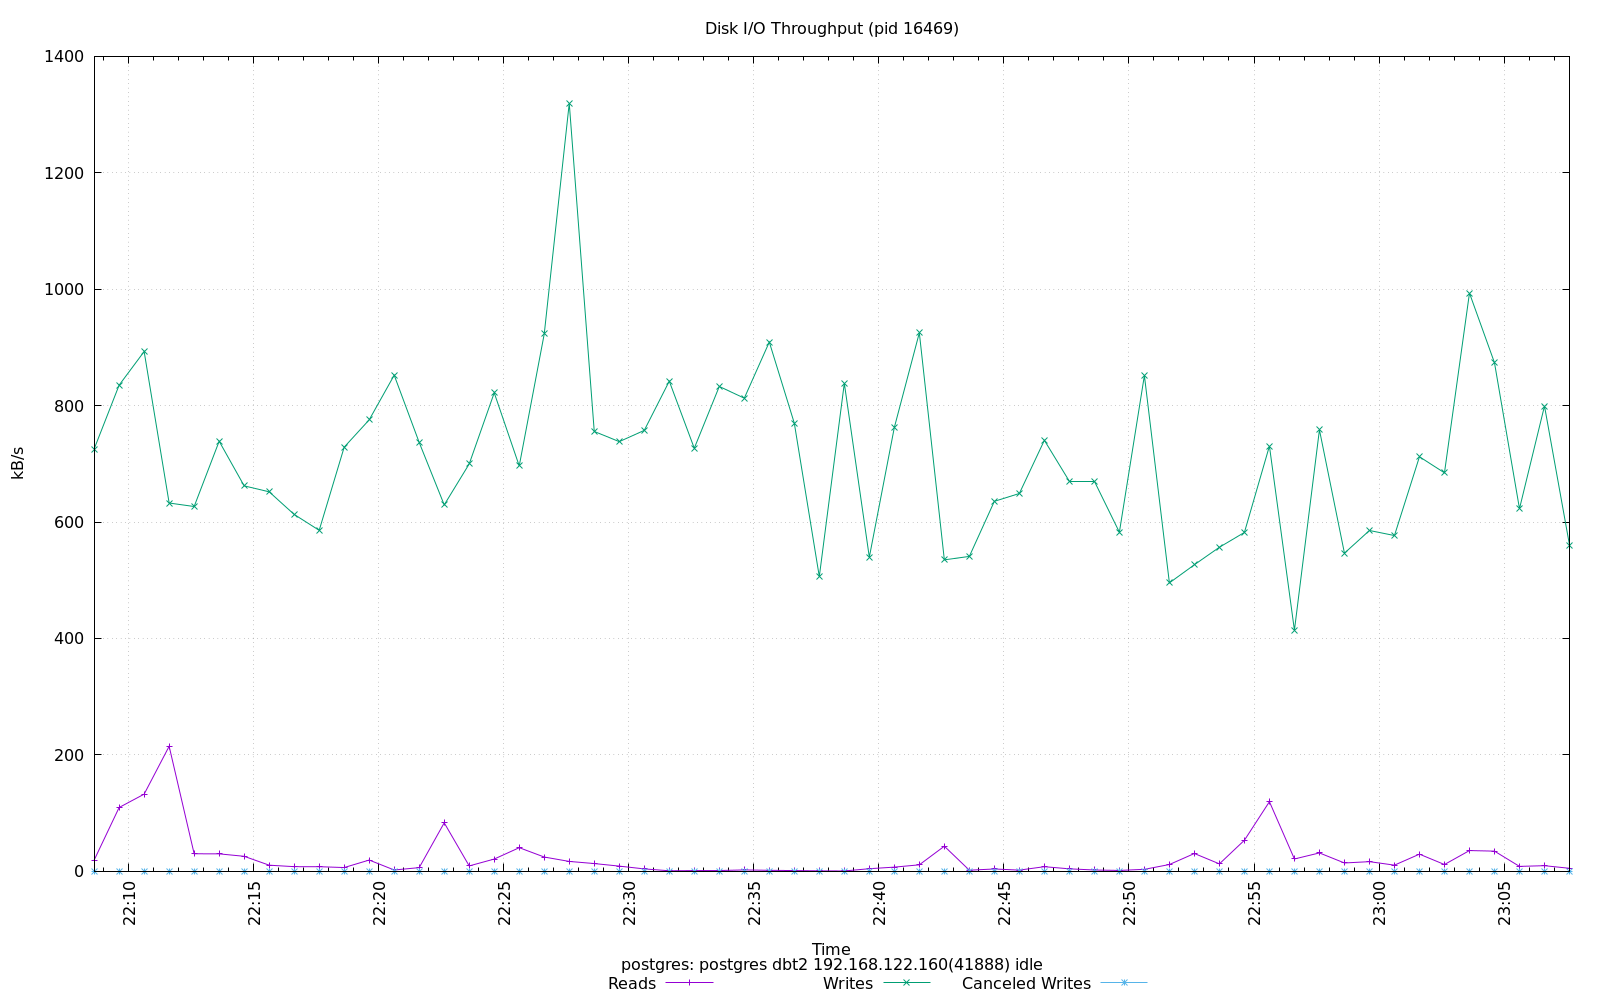 Disk I/O Throughput (pid 16469)
1400
1200
1000
800
600
400
200
0
kB/s
22:10
22:15
22:20
22:25
22:30
22:35
22:40
22:45
22:50
22:55
23:00
23:05
Time
postgres: postgres dbt2 192.168.122.160(41888) idle
Reads
Writes
Canceled Writes